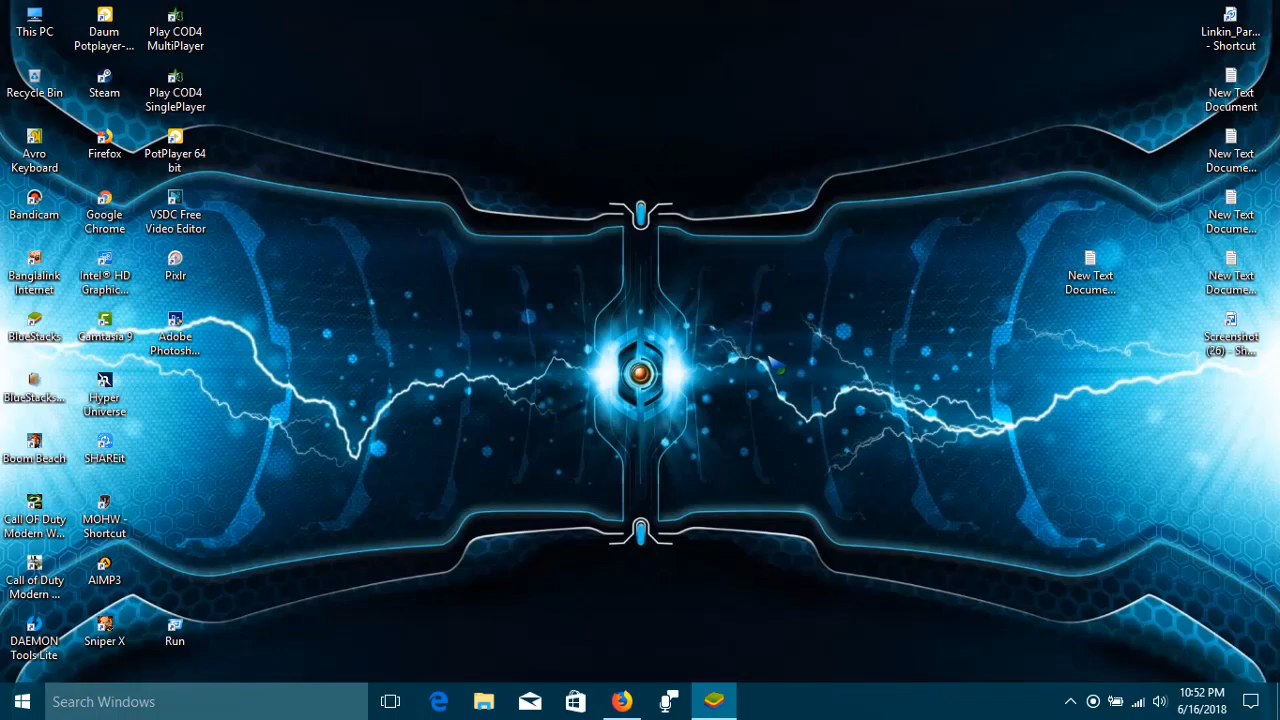 This PC
Daum
Potplayer-...
Play COD4
MultiPlayer
Recycle Bin
Steam
Play COD4
SinglePlayer
Avro
Keyboard
Firefox
PotPlayer 64
bit
Bandicam
Google
Chrome
VSDC Free
Video Editor
Banglalink
Internet
Intel® HD
Graphic...
Pixlr
BlueStacks
Camtasia 9
Adobe
Photosh...
BlueStacks...
Hyper
Universe
Boom Beach
SHAREit
Call OF Duty
Modern W...
MOHW -
Shortcut
Call of Duty
Modern ...
AIMP3
DAEMON
Tools Lite
Sniper X
Run
Linkin_Par...
- Shortcut
New Text
Document
New Text
Docume...
New Text
Docume...
New Text
Docume...
New Text
Docume...
Screenshot
(26) - Sh...
Search Windows
10:52 PM
6/16/2018